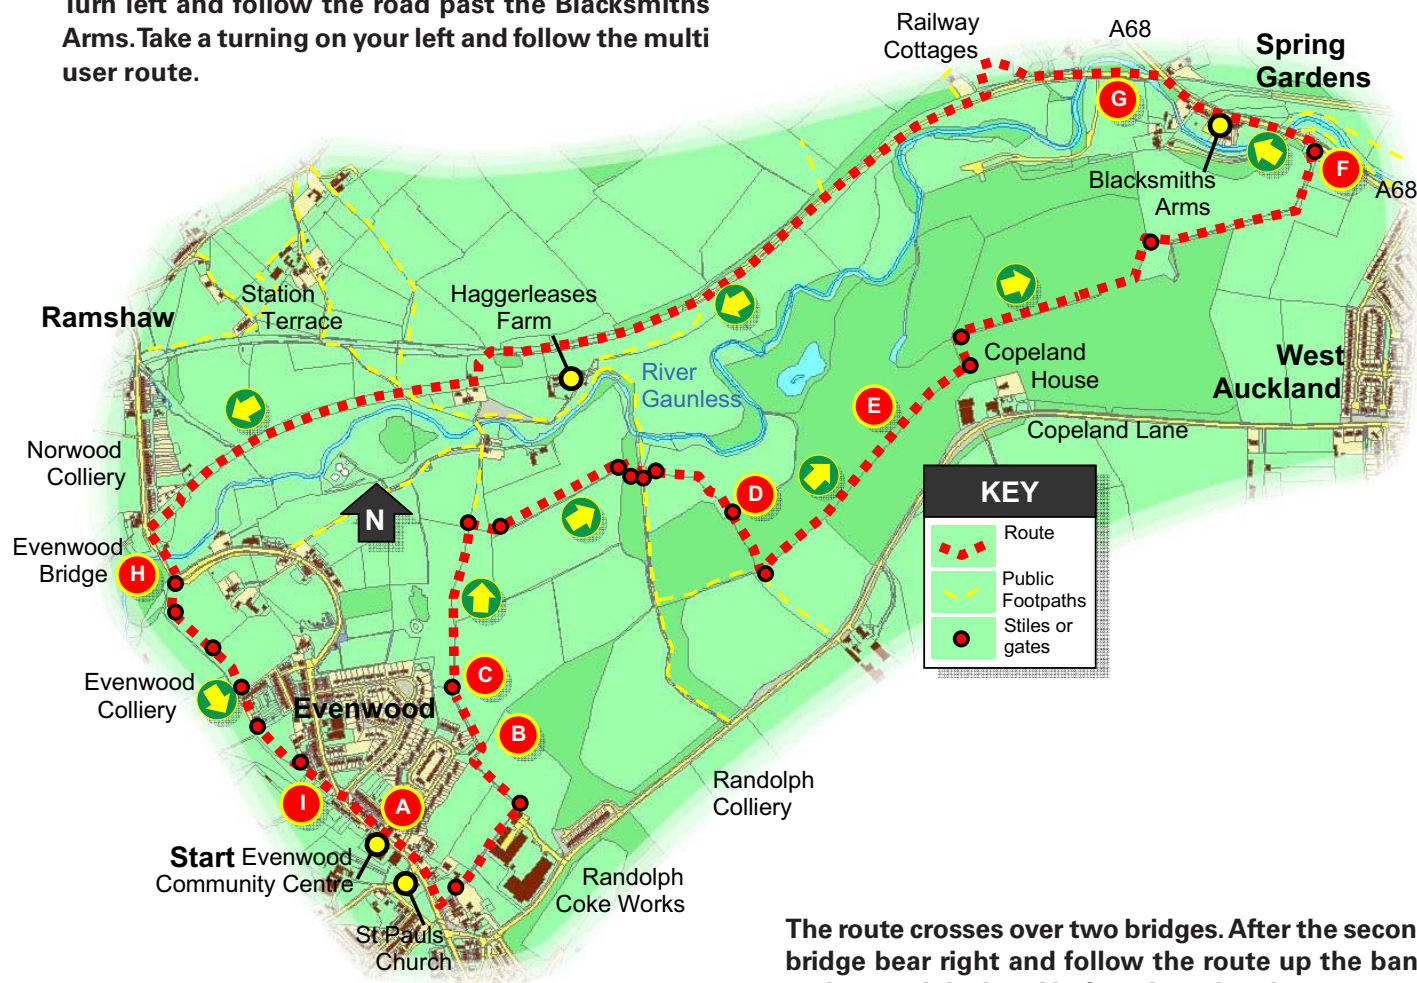 Turn left and follow the road past the Blacksmiths
Arms. Take a turning on your left and follow the multi
user route.
Railway
Cottages
A68
Spring
Gardens
G
Blacksmiths
Arms
F
A68
Station
Terrace
Haggerleases
Farm
Ramshaw
River
Gaunless
Copeland
House
West
Auckland
E
Copeland Lane
Norwood
Colliery
N
D
KEY
Route
Public
Footpaths
Stiles or
gates
Evenwood
Bridge
H
C
Evenwood
Colliery
Evenwood
B
I
A
Randolph
Colliery
Start Evenwood
Community Centre
Randolph
Coke Works
St Pauls
Church
The route crosses over two bridges. After the secon
bridge bear right and follow the route up the ban